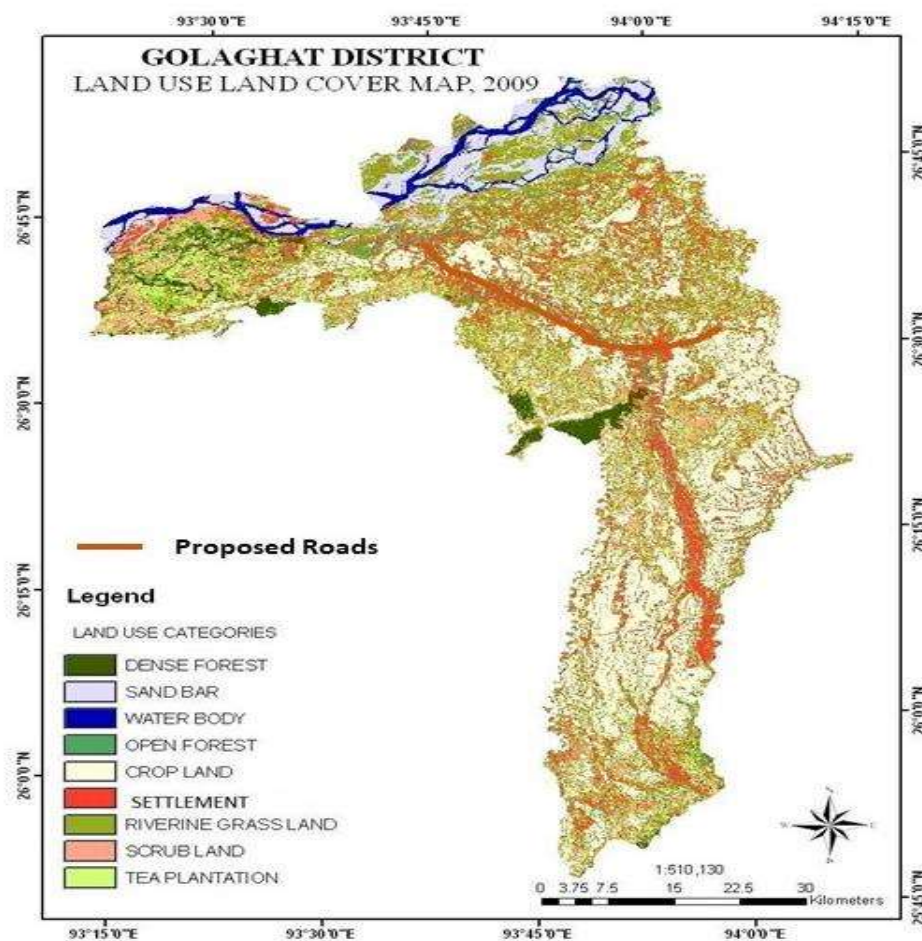 93°30'0"E 93°45'0"E 94°0'0"E 94°15'0"E
GOLAGHAT DISTRICT
LAND USE LAND COVER MAP, 2009
26°45'0"N
26°30'0"N
26°15'0"N
26°0'0"N
Proposed Roads
Legend
LAND USE CATEGORIES
DENSE FOREST
SAND BAR
WATER BODY
OPEN FOREST
CROP LAND
SETTLEMENT
RIVERINE GRASS LAND
SCRUB LAND
TEA PLANTATION
N
W E
1:510,130
0 3.75 7.5 15 22.5 30
Kilometers
93°15'0"E 93°30'0"E 93°45'0"E 94°0'0"E